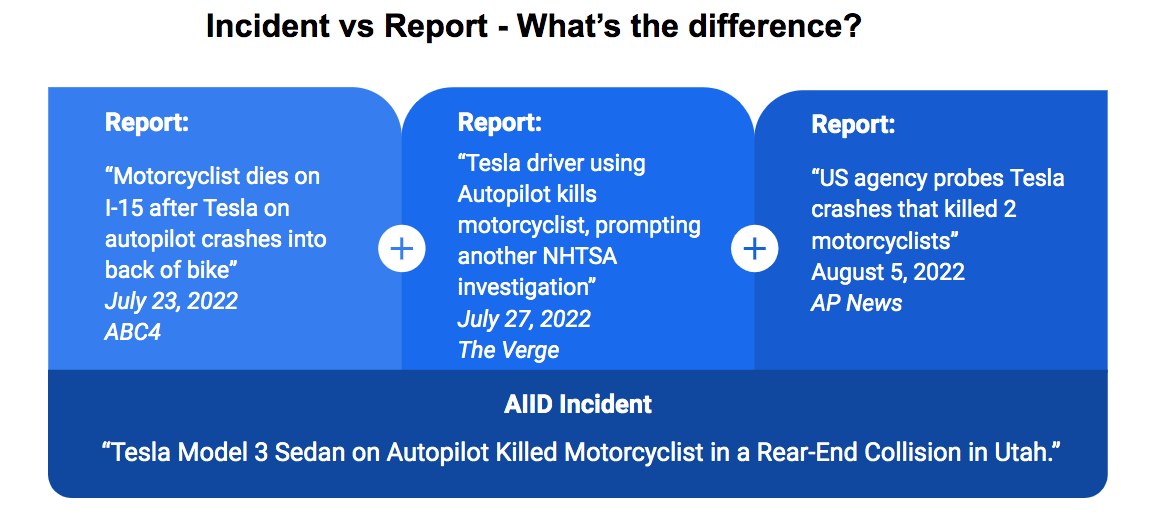 Incident vs Report - What’s the difference?
Report:
“Motorcyclist dies on
I-15 after Tesla on
autopilot crashes into
back of bike”
July 23, 2022
ABC4
+
Report:
“Tesla driver using
Autopilot kills
motorcyclist, prompting
another NHTSA
investigation”
July 27, 2022
The Verge
+
Report:
“US agency probes Tesla
crashes that killed 2
motorcyclists”
August 5, 2022
AP News
AIID Incident
“Tesla Model 3 Sedan on Autopilot Killed Motorcyclist in a Rear-End Collision in Utah.”